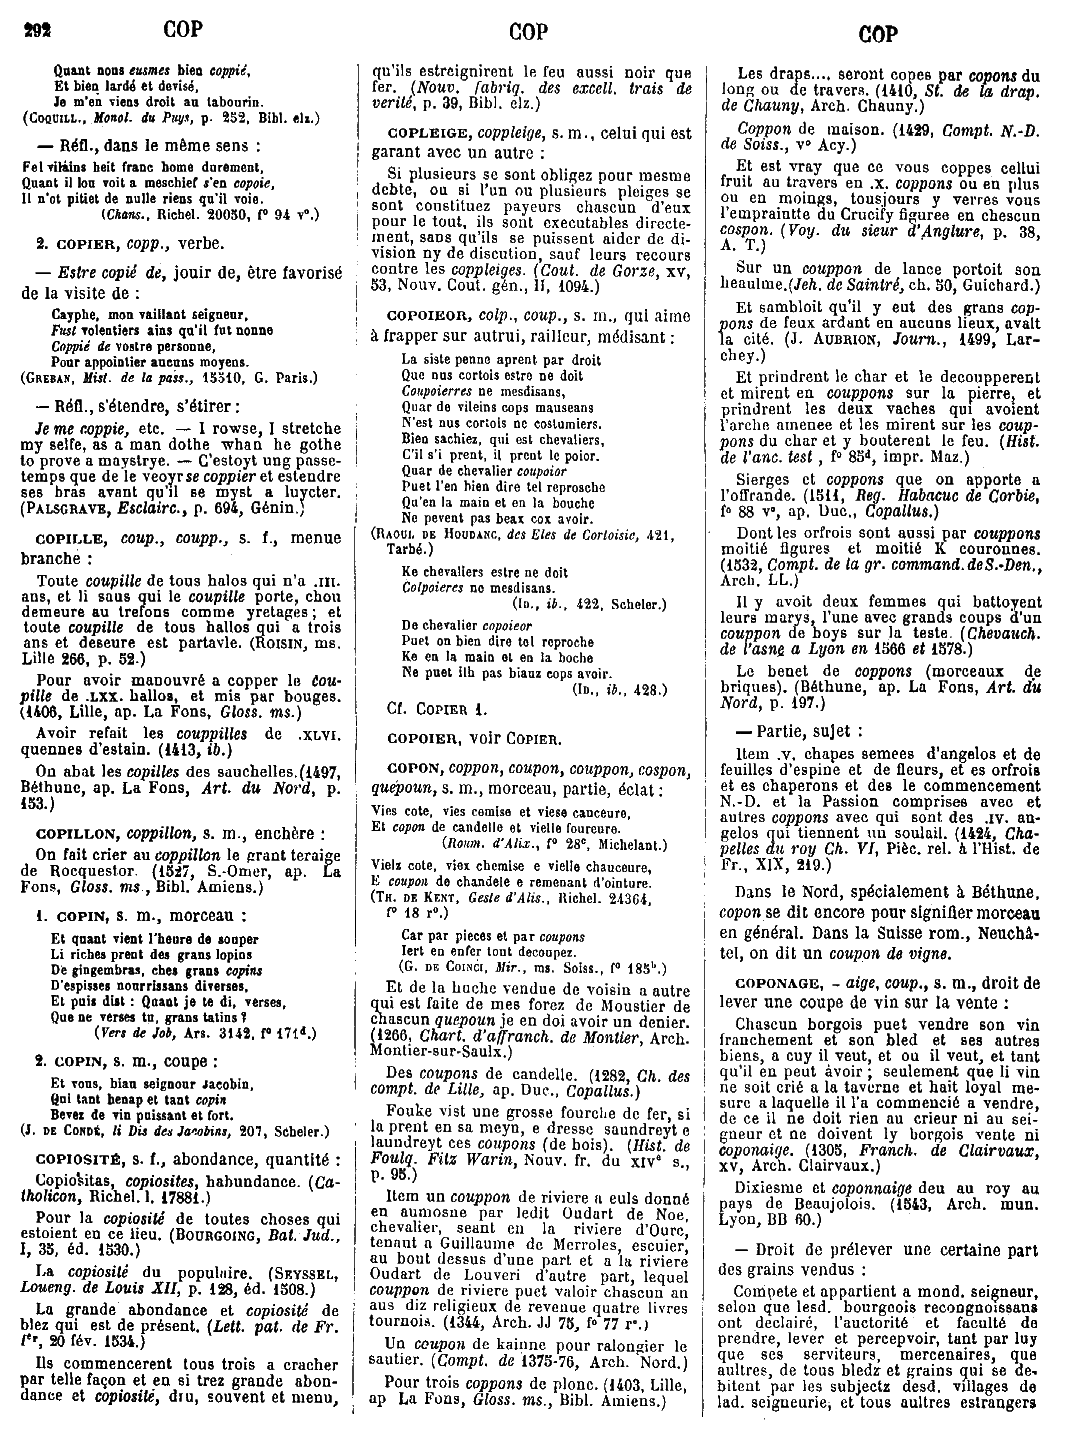 292 COP COP COP
Quant nous eusmes bien coppié,
Et bien lardé et devisé,
Je m'en viens droit au tabourin.
(COQUILL., Monol. du Puys, p. 252, Bibl. elz.)
— Réfl., dans le même sens :
Fel vilains heit franc home durement,
Quant il lou voit a meschief s'en copoie,
Il n'ot pitiet de nulle riens qu'il voie.
(Chans., Richel. 20050, f° 94 v°.)
2. COPIER, copp., verbe.
— Estre copié de, jouir de, être favorisé
de la visite de :
Cayphe, mon vaillant seigneur,
Fust volentiers ains qu'il fut nonne
Coppié de vostre personne,
Pour appointier aucuns moyens.
(GREBAN, Mist. de la pass., 15310, G. Paris.)
— Réfl., s'étendre, s'étirer :
Je me coppie, etc. — I rowse, I stretche
my selfe, as a man dothe whan he gothe
to prove a maystrye. — C'estoyt ung passe-
temps que de le veoyr se coppier et estendre
ses bras avant qu'il se myst a luycter.
(PALSGRAVE, Esclairc., p. 694, Génin.)
COPILLE, coup., coupp., s. f., menue
branche :
Toute coupille de tous halos qui n'a .III.
ans, et li saus qui le coupille porte, chou
demeure au trefons comme yretages ; et
toute coupille de tous hallos qui a trois
ans et deseure est partavle. (ROISIN, ms.
Lille 266, p. 52.)
Pour avoir manouvré a copper le cou-
pille de .LXX. hallos, et mis par bouges.
(1406, Lille, ap. La Fons, Gloss. ms.)
Avoir refait les couppilles de .XLVI.
quennes d'estain. (1413, ib.)
On abat les copilles des sauchelles. (1497,
Béthune, ap. La Fons, Art. du Nord, p.
153.)
COPILLON, coppillon, s. m., enchère :
On fait crier au coppillon le grant teraige
de Rocquestor. (1527, S.-Omer, ap. La
Fons, Gloss. ms., Bibl. Amiens.)
1. COPIN, s. m., morceau :
Et quant vient l'heure de souper
Li riches prent des grans lopins
De gingembras, ches grans copins
D'espisses nourrissans diverses,
Et puis dist : Quant je te di, verses,
Que ne verses tu, grans tatins ?
(Vers de Job, Ars. 3142, f° 171d.)
2. COPIN, s. m., coupe :
Et vous, biau seignour Jacobin,
Qui tant henap et tant copin
Bevez de vin puissant et fort.
(J. DE CONDÉ, li Dis des Jacobins, 207, Scheler.)
COPIOSITÉ, s. f., abondance, quantité :
Copiositas, copiosites, habundance. (Ca-
tholicon, Richel. l. 17881.)
Pour la copiosité de toutes choses qui
estoient en ce lieu. (BOURGOING, Bat. Jud.,
I, 35, éd. 1530.)
La copiosité du populaire. (SEYSSEL,
Loueng. de Louis XII, p. 128, éd. 1508.)
La grande abondance et copiosité de
blez qui est de présent. (Lett. pat. de Fr.
Ier, 20 fév. 1534.)
Ils commencerent tous trois a cracher
par telle façon et en si trez grande abon-
dance et copiosité, dru, souvent et menu,
qu'ils estreignirent le feu aussi noir que
fer. (Nouv. fabriq. des excell. trais de
verité, p. 39, Bibl. elz.)
COPLEIGE, coppleige, s. m., celui qui est
garant avec un autre :
Si plusieurs se sont obligez pour mesme
debte, ou si l'un ou plusieurs pleiges se
sont constituez payeurs chascun d'eux
pour le tout, ils sont executables directe-
ment, sans qu'ils se puissent aider de di-
vision ny de discution, sauf leurs recours
contre les coppleiges. (Cout. de Gorze, XV,
53, Nouv. Cout. gén., II, 1094.)
COPOIEOR, colp., coup., s. m., qui aime
à frapper sur autrui, railleur, médisant :
La siste penne aprent par droit
Que nus cortois estre ne doit
Coupoierres ne mesdisans,
Quar de vileins cops mauseans
N'est nus cortois ne costumiers.
Bien sachiez, qui est chevaliers,
C'il s'i prent, il prent le poior.
Quar de chevalier coupoior
Puet l'en bien dire tel reprosche
Qu'en la main et en la bouche
Ne pevent pas beax cox avoir.
(RAOUL DE HOUDANC, des Eles de Cortoisie, 421,
Tarbé.)
Ke chevaliers estre ne doit
Colpoieres ne mesdisans.
(ID., ib., 422, Scheler.)
De chevalier copoieor
Puet on bien dire tel reproche
Ke en la main et en la boche
Ne puet ilh pas biauz cops avoir.
(ID., ib., 428.)
Cf. COPIER 1.
COPOIER, voir COPIER.
COPON, coppon, coupon, couppon, cospon,
quepoun, s. m., morceau, partie, éclat :
Vies cote, vies cemise et viese canceure,
Et copon de candelle et vielle foureure.
(Roum. d'Alix., f° 28c, Michelant.)
Vielz cote, viex chemise e vielle chauceure,
E coupon de chandele e remenant d'ointure.
(TH. DE KENT, Geste d'Alis., Richel. 24364,
f° 18 r°.)
Car par pieces et par coupons
Iert en enfer tout decoupez.
(G. DE COINCI, Mir., ms. Soiss., f° 185b.)
Et de la huche vendue de voisin a autre
qui est faite de mes forez de Moustier de
chascun quepoun je en doi avoir un denier.
(1266, Chart. d'affranch. de Montier, Arch.
Montier-sur-Saulx.)
Des coupons de candelle. (1282, Ch. des
compt. de Lille, ap. Duc., Copallus.)
Fouke vist une grosse fourche de fer, si
la prent en sa meyn, e dresse saundreyt e
laundreyt ces coupons (de bois). (Hist. de
Foulq. Fitz Warin, Nouv. fr. du XIVe s.,
p. 95.)
Item un couppon de riviere a euls donné
en aumosne par ledit Oudart de Noe,
chevalier, seant en la riviere d'Ourc,
tenant a Guillaume de Merroles, escuier,
au bout dessus d'une part et a la riviere
Oudart de Louveri d'autre part, lequel
couppon de riviere puet valoir chascun an
aus diz religieux de revenue quatre livres
tournois. (1344, Arch. JJ 75, f° 77 r°.)
Un coupon de kainne pour ralongier le
sautier. (Compt. de 1375-76, Arch. Nord.)
Pour trois coppons de plonc. (1403, Lille,
ap La Fons, Gloss. ms., Bibl. Amiens.)
Les draps.... seront copes par copons du
long ou de travers. (1410, St. de la drap.
de Chauny, Arch. Chauny.)
Coppon de maison. (1429, Compt. N.-D.
de Soiss., v° Acy.)
Et est vray que ce vous coppes cellui
fruit au travers en .x. coppons ou en plus
ou en moings, tousjours y verres vous
l'empraintte du Crucify figuree en chescun
cospon. (Voy. du sieur d'Anglure, p. 38,
A. T.)
Sur un couppon de lance portoit son
heaulme. (Jeh. de Saintré, ch. 50, Guichard.)
Et sambloit qu'il y eut des grans cop-
pons de feux ardant en aucuns lieux, avalt
la cité. (J. AUBRION, Journ., 1499, Lar-
chey.)
Et prindrent le char et le decoupperent
et mirent en couppons sur la pierre, et
prindrent les deux vaches qui avoient
l'arche amenee et les mirent sur les coup-
pons du char et y bouterent le feu. (Hist.
de l'anc. test , f° 85d, impr. Maz.)
Sierges et coppons que on apporte a
l'offrande. (1511, Reg. Habacuc de Corbie,
f° 88 v°, ap. Duc., Copallus.)
Dont les orfrois sont aussi par couppons
moitié figures et moitié K couronnes.
(1532, Compt. de la gr. command. de S.-Den.,
Arch. LL.)
Il y avoit deux femmes qui battoyent
leurs marys, l'une avec grands coups d'un
couppon de boys sur la teste. (Chevauch.
de l'asne a Lyon en 1566 et 1578.)
Le benet de coppons (morceaux de
briques). (Béthune, ap. La Fons, Art. du
Nord, p. 197.)
— Partie, sujet :
Item .v. chapes semees d'angelos et de
feuilles d'espine et de fleurs, et es orfrois
et es chaperons et des le commencement
N.-D. et la Passion comprises avec et
autres coppons avec qui sont des .IV. an-
gelos qui tiennent un soulail. (1424, Cha-
pelles du roy Ch. VI, Pièc. rel. à l'Hist. de
Fr., XIX, 219.)
Dans le Nord, spécialement à Béthune,
copon se dit encore pour signifier morceau
en général. Dans la Suisse rom., Neuchâ-
tel, on dit un coupon de vigne.
COPONAGE, - aige, coup., s. m., droit de
lever une coupe de vin sur la vente :
Chascun borgois puet vendre son vin
franchement et son bled et ses autres
biens, a cuy il veut, et ou il veut, et tant
qu'il en peut avoir ; seulement que li vin
ne soit crié a la taverne et hait loyal me-
sure a laquelle il l'a commencié a vendre,
de ce il ne doit rien au crieur ni au sei-
gneur et ne doivent ly borgois vente ni
coponaige. (1305, Franch. de Clairvaux,
XV, Arch. Clairvaux.)
Dixiesme et coponnaige deu au roy au
pays de Beaujolois. (1543, Arch. mun.
Lyon, BB 60.)
— Droit de prélever une certaine part
des grains vendus :
Compete et appartient a mond. seigneur,
selon que lesd. bourgeois recongnoissans
ont declairé, l'auctorité et faculté de
prendre, lever et percepvoir, tant par luy
que ses serviteurs, mercenaires, que
aultres, de tous bledz et grains qui se de-
bitent par les subjectz desd. villages de
lad. seigneurie, et tous aultres estrangers